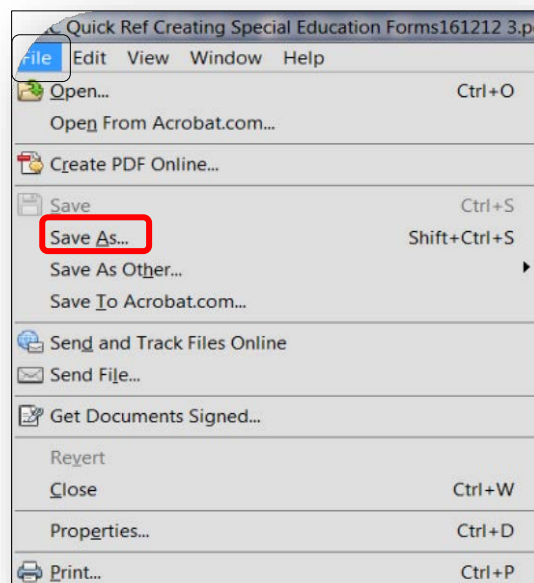 Quick Ref Creating Special Education Forms161212 3.p
File Edit View Window Help
Open... Ctrl+O
Open From Acrobat.com...
Create PDF Online...
Save Ctrl+S
Save As... Shift+Ctrl+S
Save As Other...
Save To Acrobat.com...
Send and Track Files Online
Send File...
Get Documents Signed...
Revert
Close Ctrl+W
Properties... Ctrl+D
Print... Ctrl+P